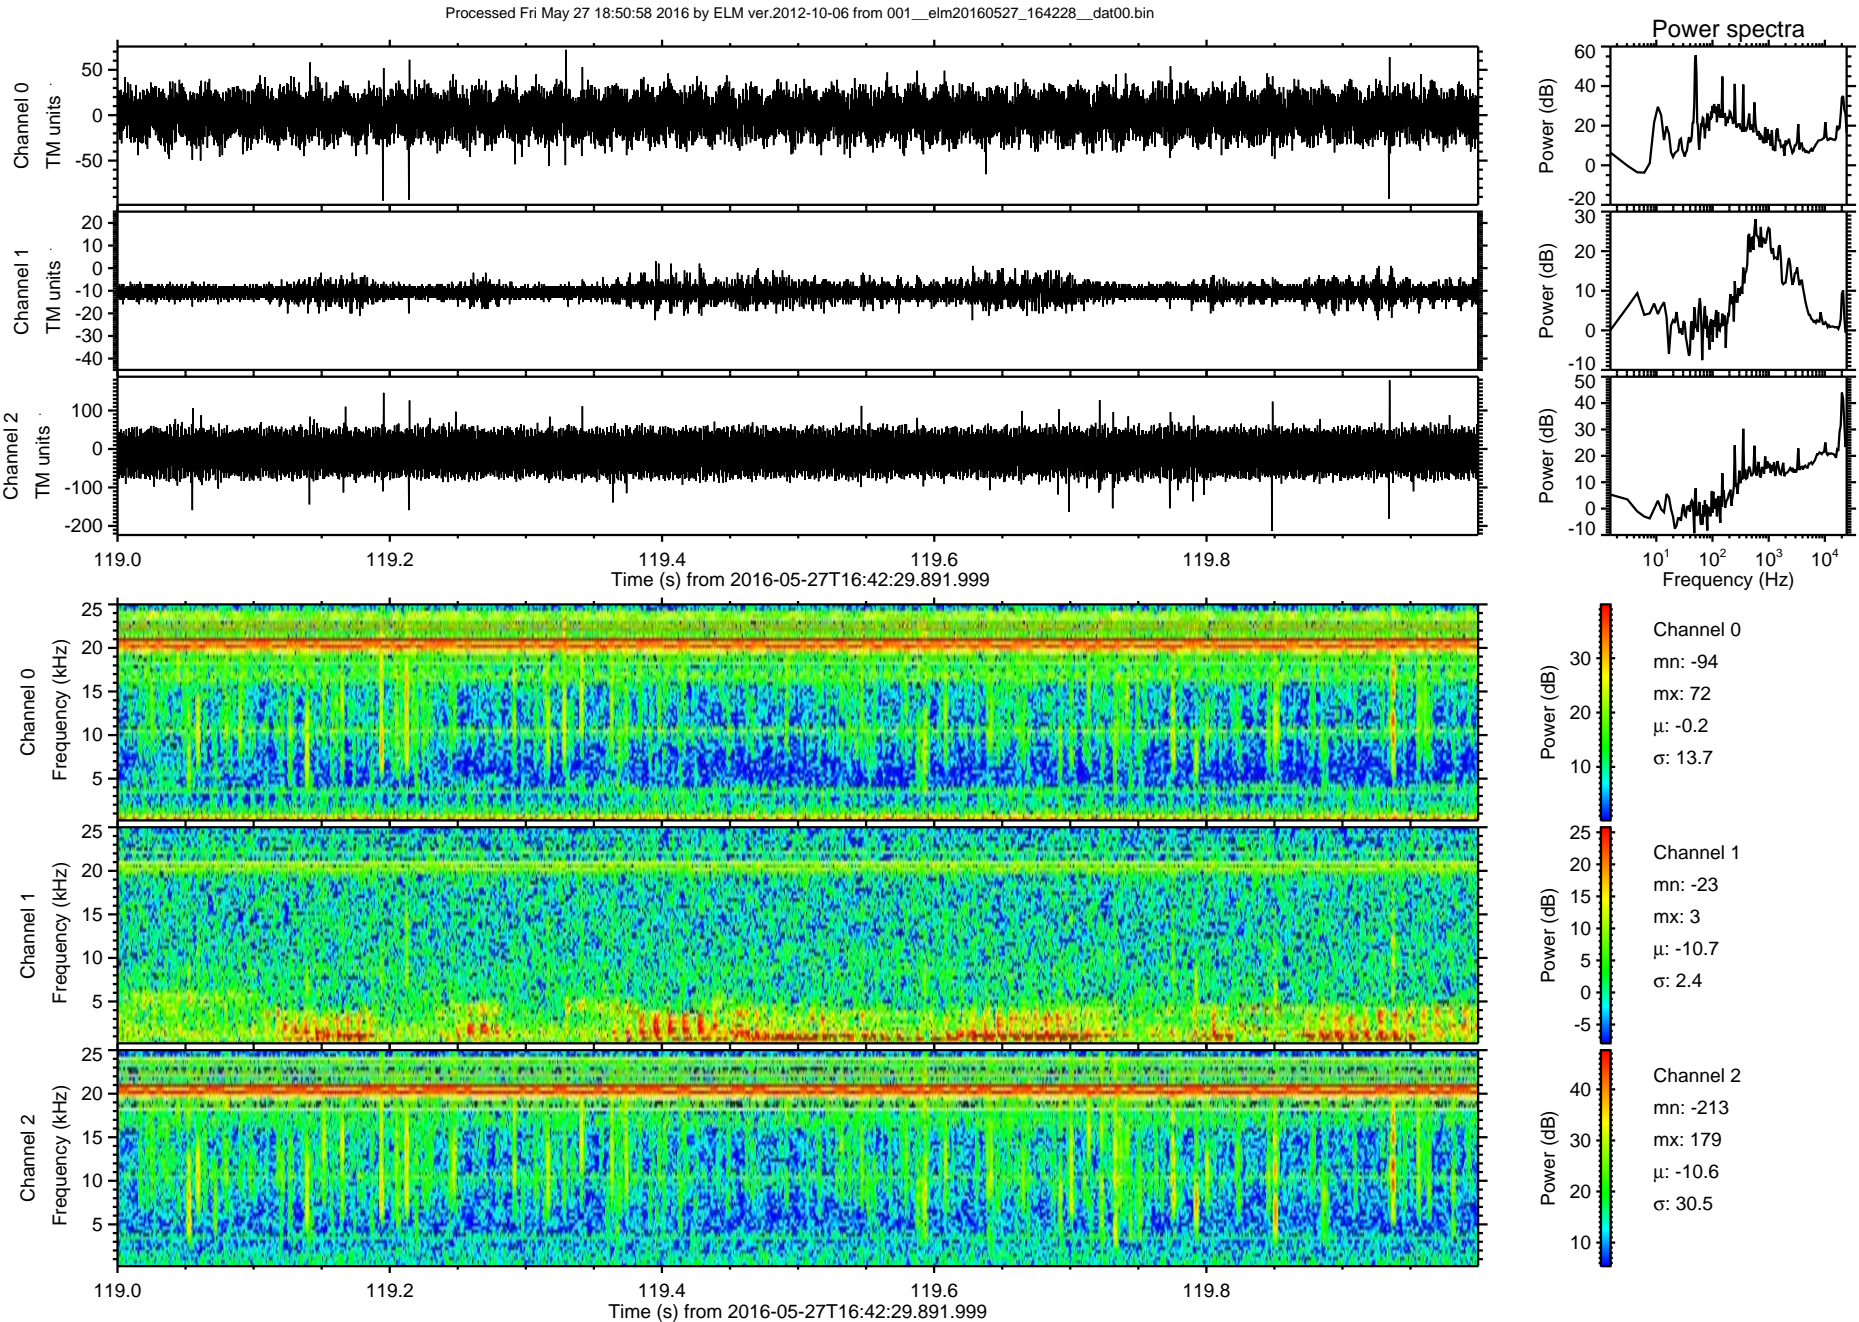 Processed Fri May 27 18:50:58 2016 by ELM ver.2012-10-06 from 001__elm20160527_164228__dat00.bin
Power spectra
Channel 0
TM units
50
0
-50
Power (dB)
60
40
20
0
-20
Channel 1
TM units
20
10
0
-10
-20
-30
-40
Power (dB)
30
20
10
0
-10
Channel 2
TM units
100
0
-100
-200
Power (dB)
50
40
30
20
10
0
-10
119.0 119.2 119.4 119.6 119.8
Time (s) from 2016-05-27T16:42:29.891.999
10^1 10^2 10^3 10^4
Frequency (Hz)
Channel 0
Frequency (kHz)
25
20
15
10
5
Power (dB)
30
20
10
Channel 0
mn: -94
mx: 72
μ: -0.2
σ: 13.7
Channel 1
Frequency (kHz)
25
20
15
10
5
Power (dB)
25
20
15
10
5
0
-5
Channel 1
mn: -23
mx: 3
μ: -10.7
σ: 2.4
Channel 2
Frequency (kHz)
25
20
15
10
5
Power (dB)
40
30
20
10
Channel 2
mn: -213
mx: 179
μ: -10.6
σ: 30.5
119.0 119.2 119.4 119.6 119.8
Time (s) from 2016-05-27T16:42:29.891.999